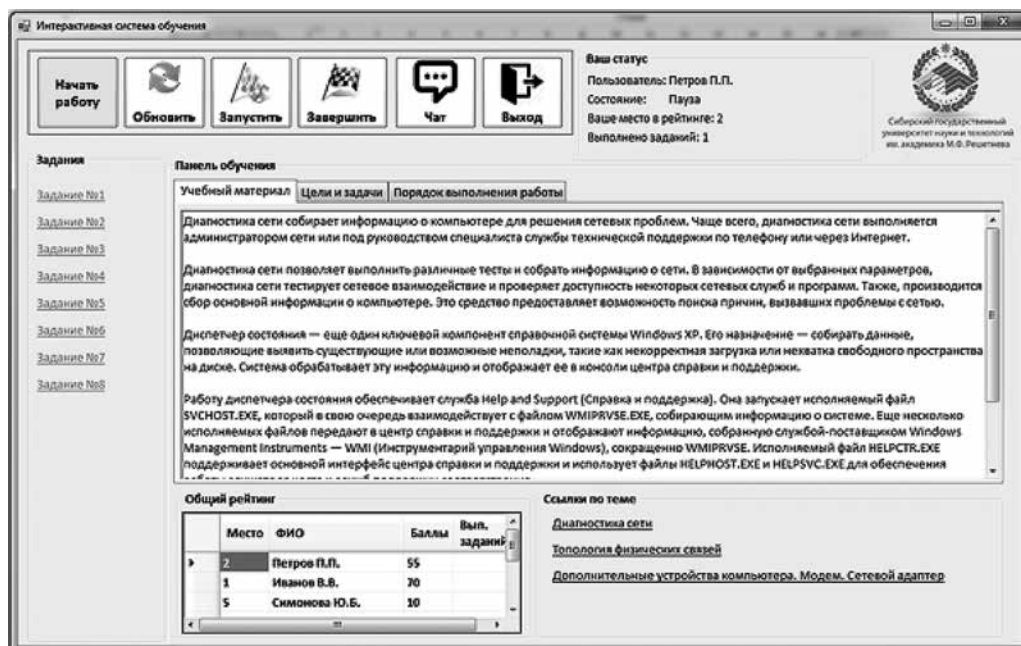 Интерактивная система обучения
Начать
работу
Обновить
Запустить
Завершить
Чат
Выход
Ваш статус
Пользователь: Петров П.П.
Состояние: Пауза
Ваше место в рейтинге: 2
Выполнено заданий: 1
Сибирский государственный
университет науки и технологий
им. академика М.Ф.Решетнева
Задания
Задание №1
Задание №2
Задание №3
Задание №4
Задание №5
Задание №6
Задание №7
Задание №8
Панель обучения
Учебный материал Цели и задачи Порядок выполнения работы
Диагностика сети собирает информацию о компьютере для решения сетевых проблем. Чаще всего, диагностика сети выполняется
администратором сети или под руководством специалиста службы технической поддержки по телефону или через Интернет.
Диагностика сети позволяет выполнить различные тесты и собрать информацию о сети. В зависимости от выбранных параметров,
диагностика сети тестирует сетевое взаимодействие и проверяет доступность некоторых сетевых служб и программ. Также, производится
сбор основной информации о компьютере. Это средство предоставляет возможность поиска причин, вызвавших проблемы с сетью.
Диспетчер состояния — еще один ключевой компонент справочной системы Windows XP. Его назначение — собирать данные,
позволяющие выявить существующие или возможные неполадки, такие как некорректная загрузка или нехватка свободного пространства
на диске. Система обрабатывает эту информацию и отображает ее в консоли центра справки и поддержки.
Работу диспетчера состояния обеспечивает служба Help and Support (Справка и поддержка). Она запускает исполняемый файл
SVCHOST.EXE, который в свою очередь взаимодействует с файлом WMIPRVSE.EXE, собирающим информацию о системе. Еще несколько
исполняемых файлов передают в центр справки и поддержки и отображают информацию, собранную службой-поставщиком Windows
Management Instruments — WMI (Инструментарий управления Windows), сокращенно WMIPRVSE. Исполняемый файл HELPCTR.EXE
поддерживает основной интерфейс центра справки и поддержки и использует файлы HELPHOST.EXE и HELPSVC.EXE для обеспечения
Общий рейтинг
Место ФИО Баллы Вып. заданий
2 Петров П.П. 55
1 Иванов В.В. 70
5 Симонова Ю.Б. 10
Ссылки по теме
Диагностика сети
Топология физических связей
Дополнительные устройства компьютера. Модем. Сетевой адаптер